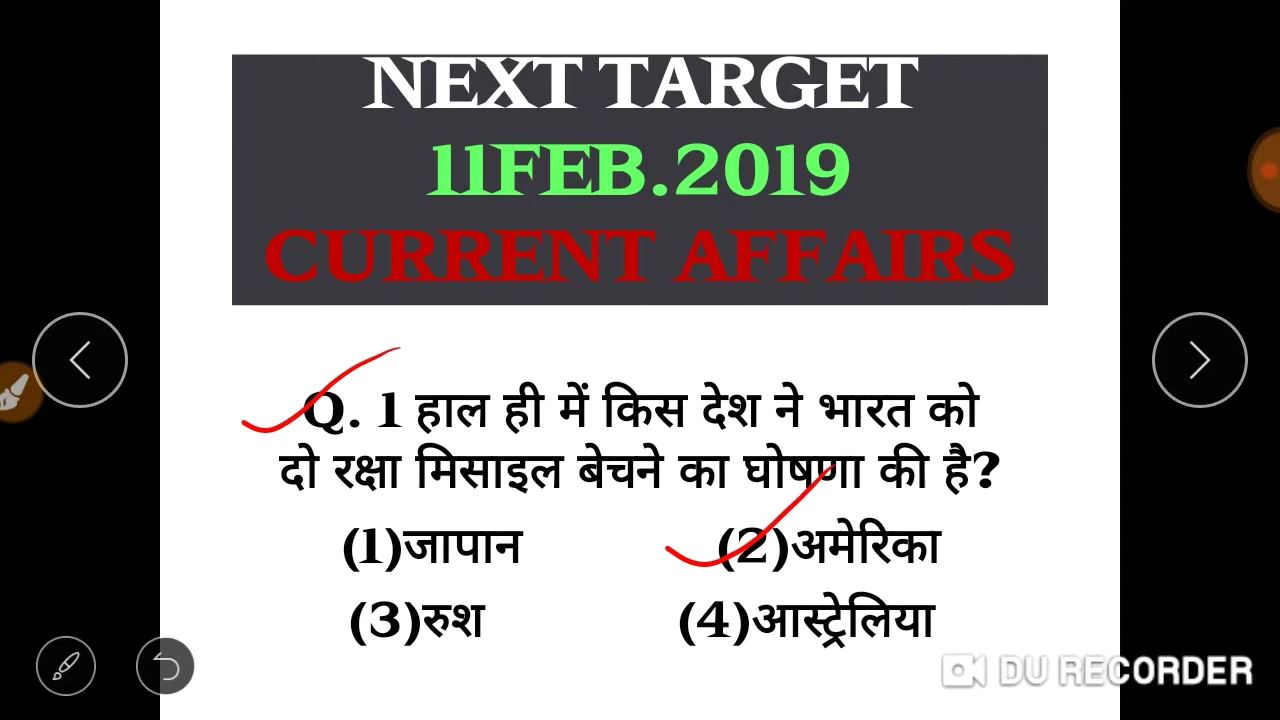 NEXT TARGET
11FEB.2019
CURRENT AFFAIRS
Q. 1 हाल ही में किस देश ने भारत को
दो रक्षा मिसाइल बेचने का घोषणा की है?
(1)जापान (2)अमेरिका
(3)रुश (4)आस्ट्रेलिया
DU RECORDER